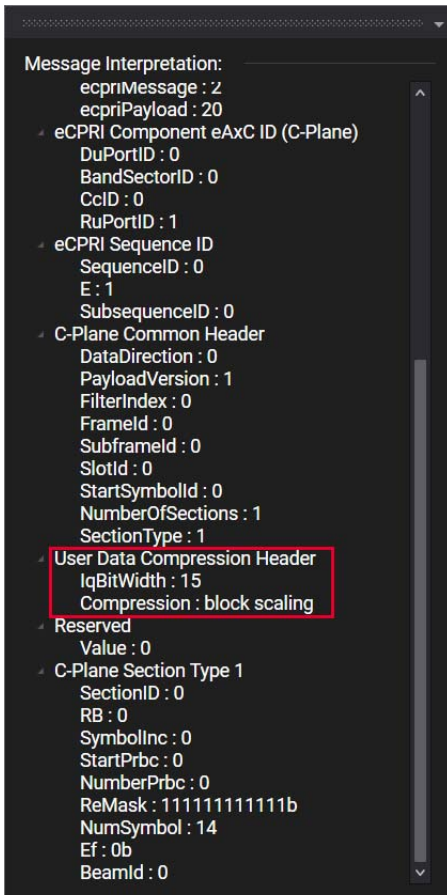 Message Interpretation:
ecpriMessage : 2
ecpriPayload : 20
eCPRI Component eAxC ID (C-Plane)
DuPortID : 0
BandSectorID : 0
CcID : 0
RuPortID : 1
eCPRI Sequence ID
SequenceID : 0
E : 1
SubsequenceID : 0
C-Plane Common Header
DataDirection : 0
PayloadVersion : 1
FilterIndex : 0
FrameId : 0
SubframeId : 0
SlotId : 0
StartSymbolId : 0
NumberOfSections : 1
SectionType : 1
User Data Compression Header
IqBitWidth : 15
Compression : block scaling
Reserved
Value : 0
C-Plane Section Type 1
SectionID : 0
RB : 0
SymbolInc : 0
StartPrbc : 0
NumberPrbc : 0
ReMask : 111111111111b
NumSymbol : 14
Ef : 0b
BeamId : 0